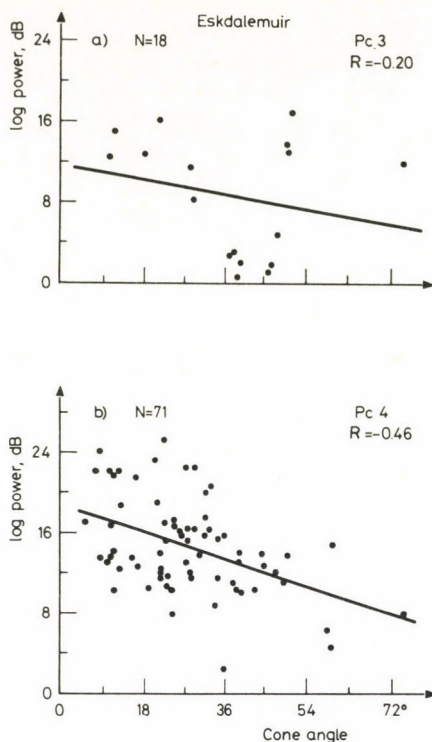 Eskdalemuir
a) N=18 Pc 3
R=-0.20
log power, dB
24
16
8
0
b) N=71 Pc 4
R=-0.46
log power, dB
24
16
8
0
0 18 36 54 72°
Cone angle